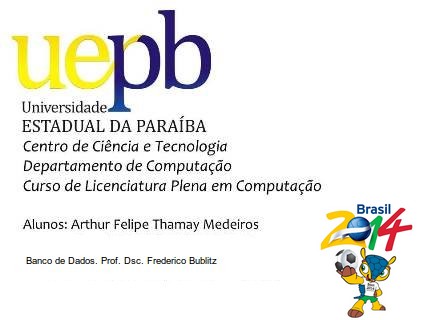 uepb
Universidade
ESTADUAL DA PARAÍBA
Centro de Ciência e Tecnologia
Departamento de Computação
Curso de Licenciatura Plena em Computação
Alunos: Arthur Felipe Thamay Medeiros
Brasil
2014
Banco de Dados. Prof. Dsc. Frederico Bublitz